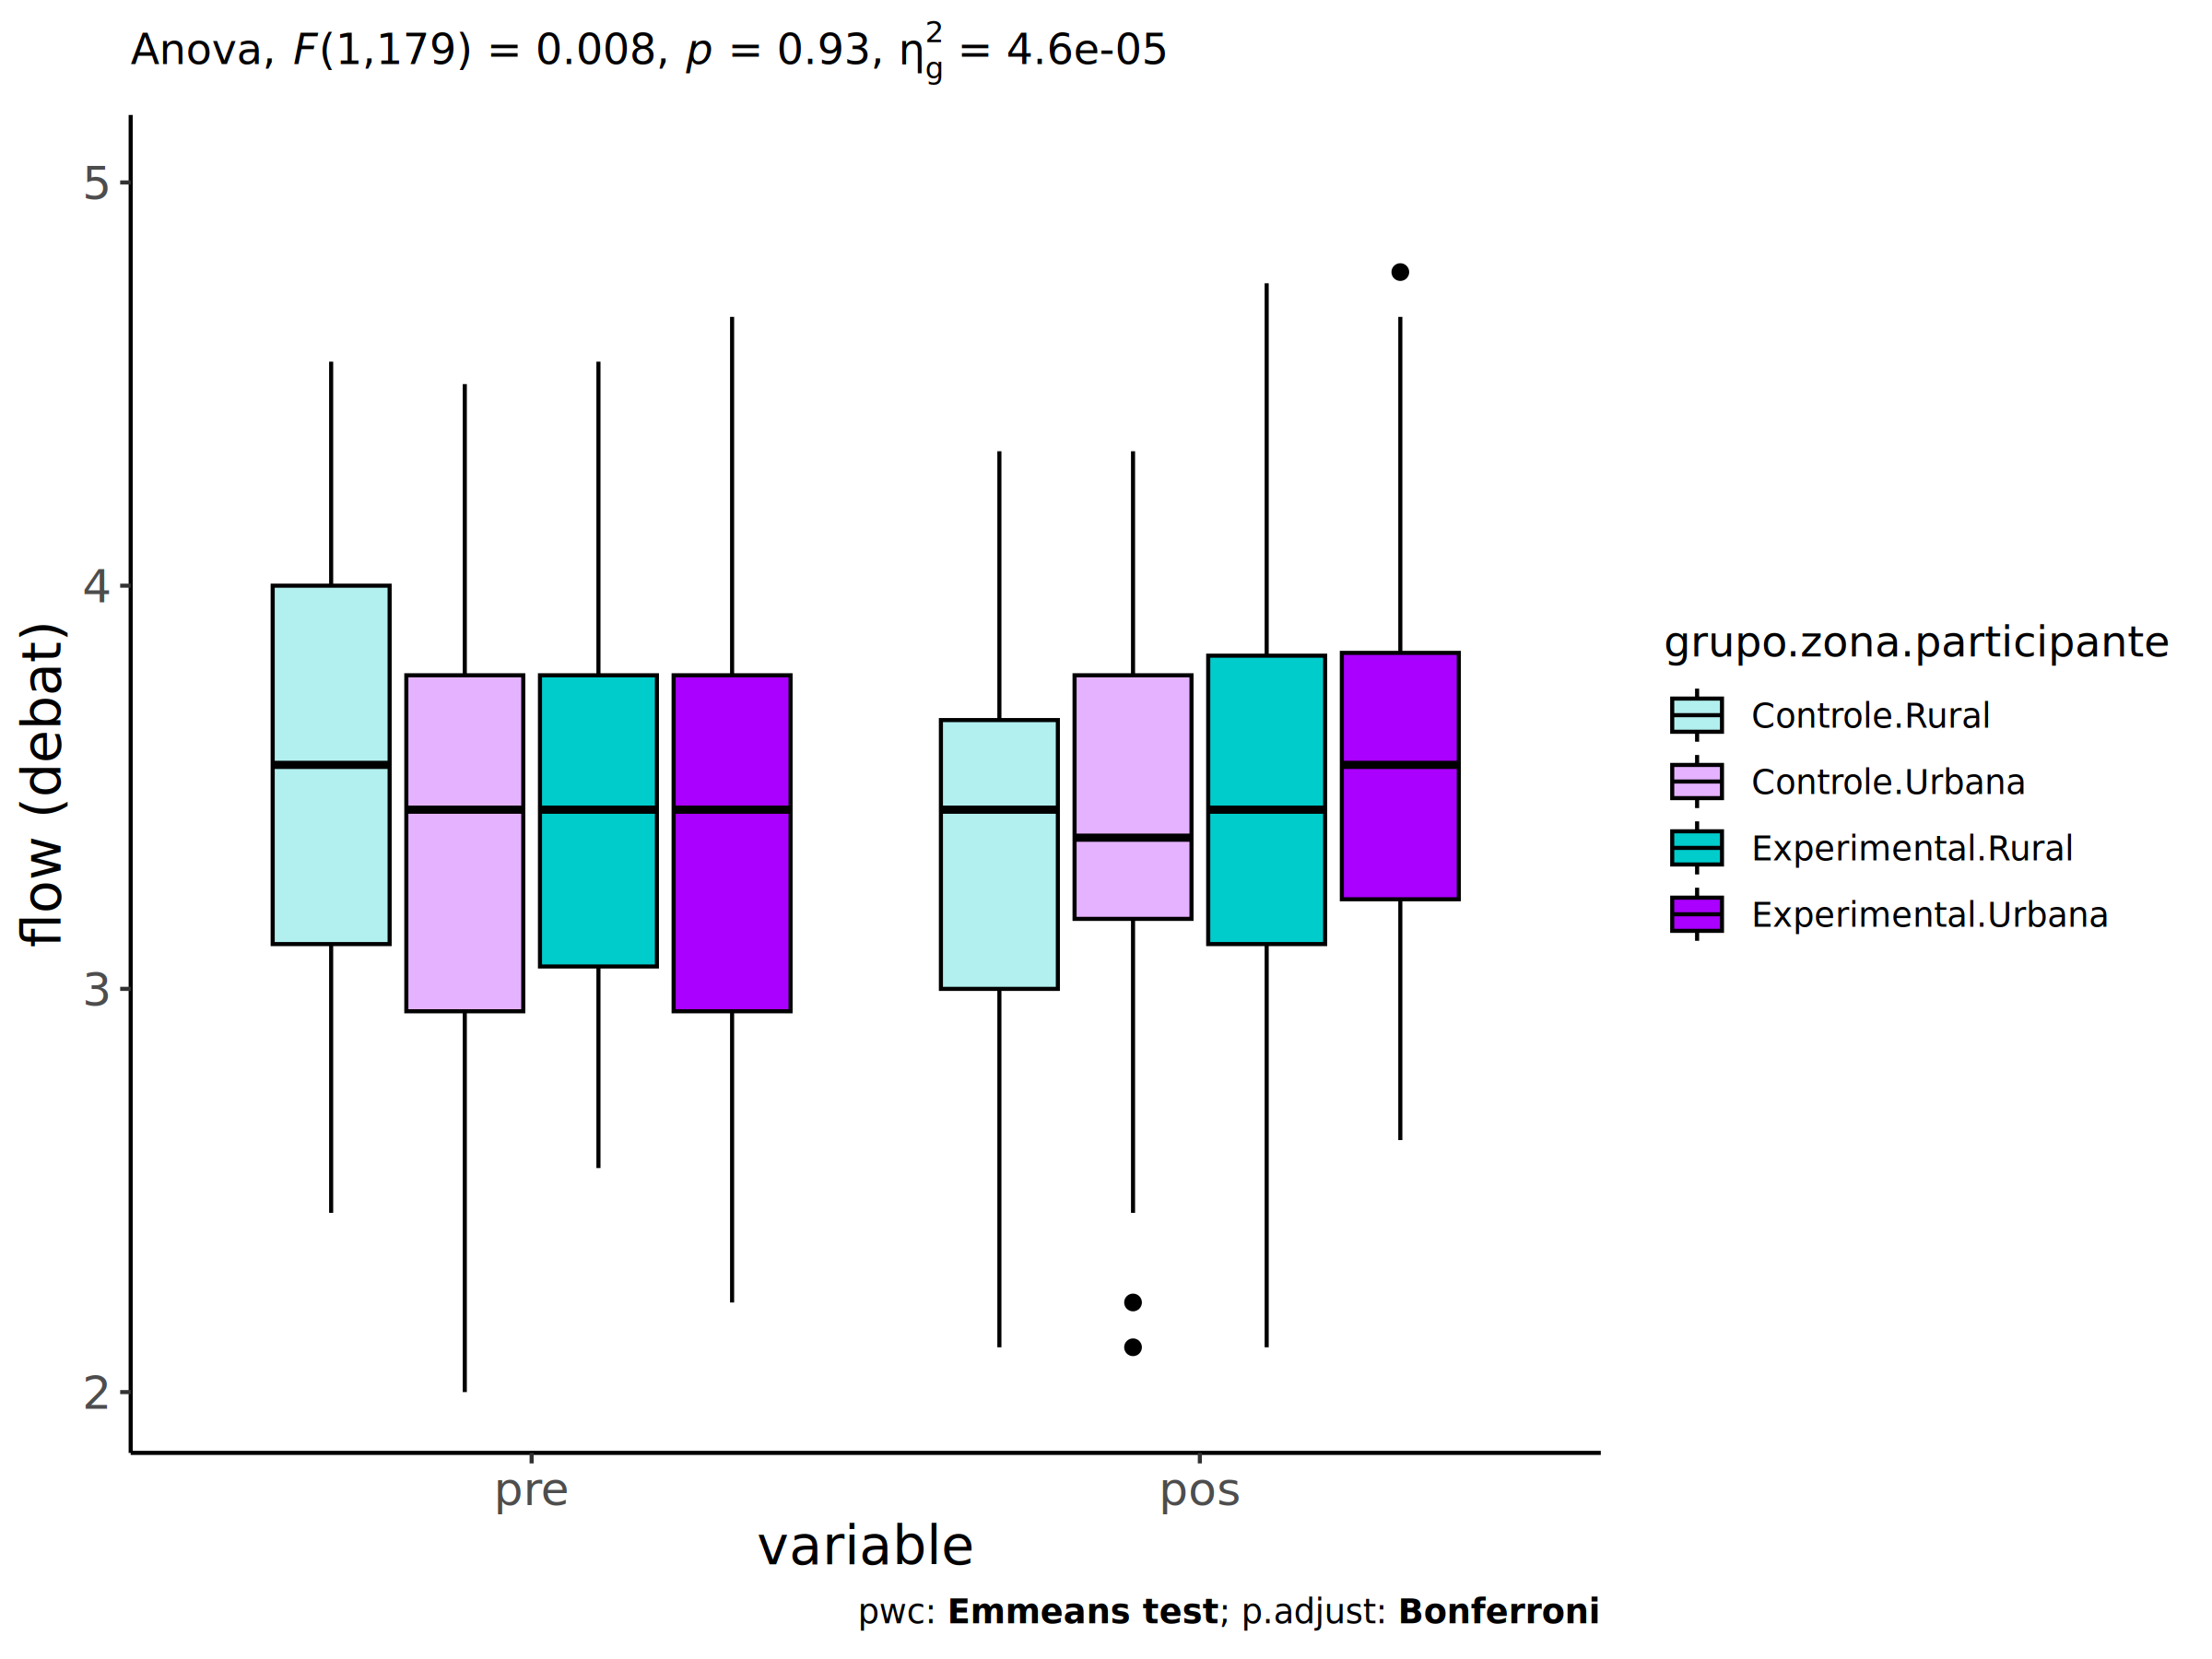 Anova, F(1,179) = 0.008, p = 0.93, η²g = 4.6e-05
5
4
3
2
flow (debat)
pre
pos
variable
pwc: Emmeans test; p.adjust: Bonferroni
grupo.zona.participante
Controle.Rural
Controle.Urbana
Experimental.Rural
Experimental.Urbana